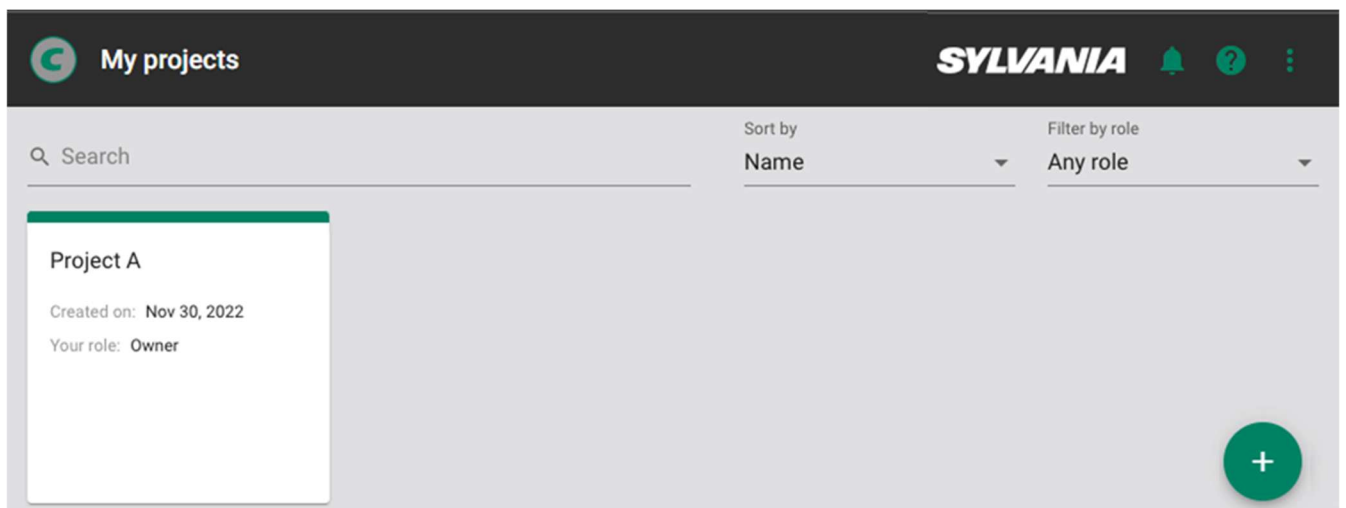 C My projects SYLVANIA ?
Sort by Filter by role
Search Name Any role
Project A
Created on: Nov 30, 2022
Your role: Owner
+